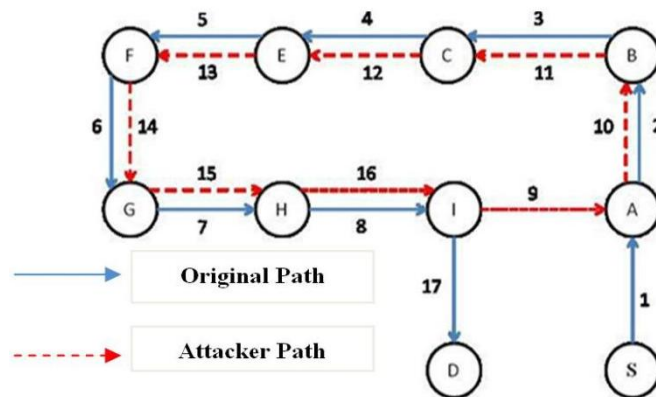 5 4 3
F E C B
13 12 11
6 14 10 2
15 16
G H I 9 A
7 8
Original Path 17 1
Attacker Path D S